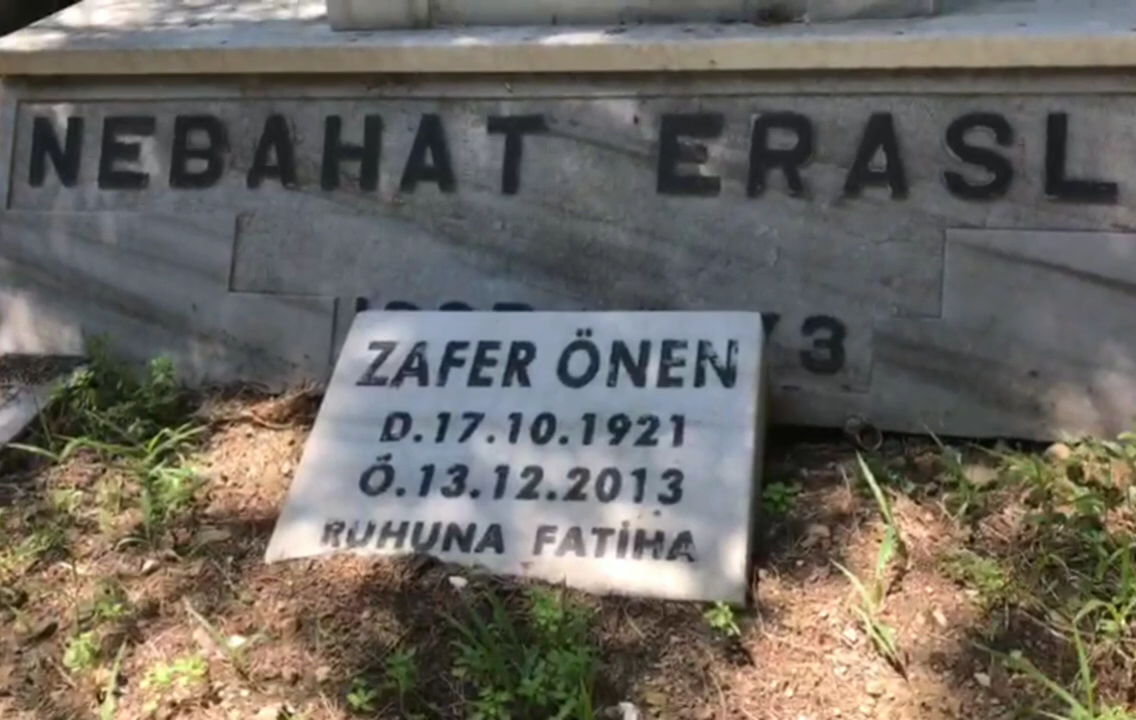 NEBAHAT ERASL
ZAFER ÖNEN
D.17.10.1921
Ö.13.12.2013
RUHUNA FATİHA